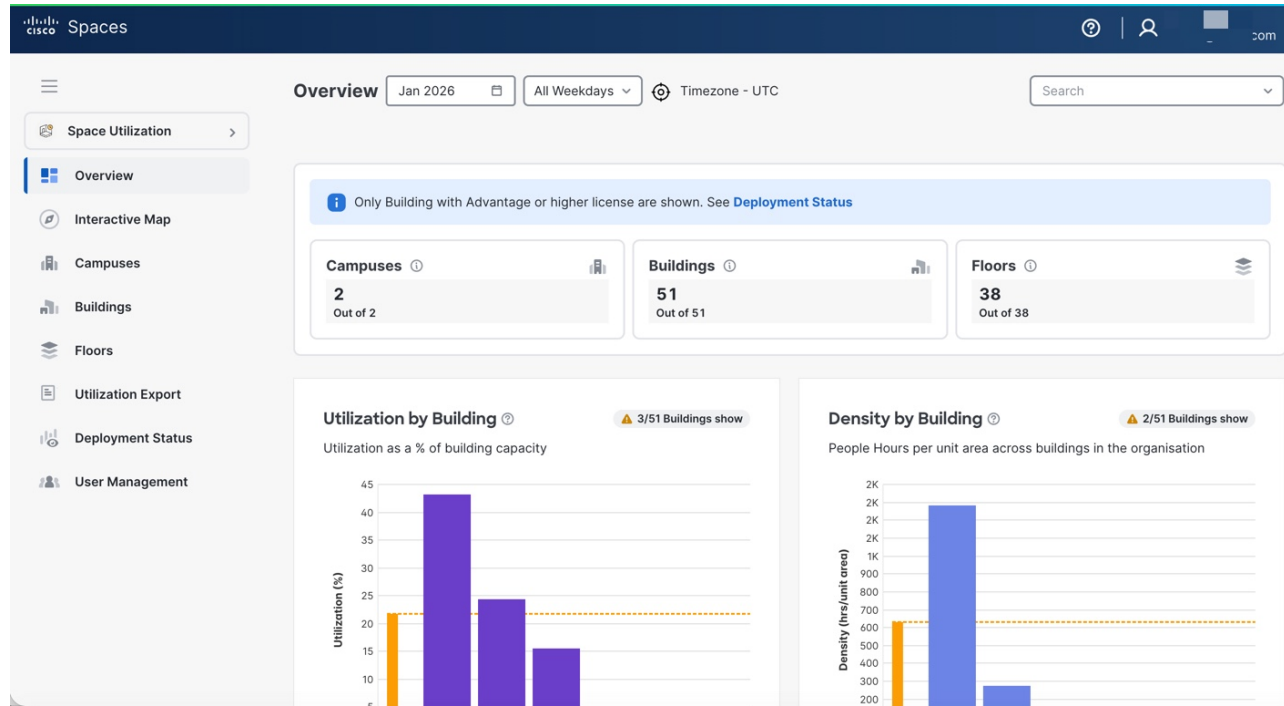 cisco Spaces
.com
Overview
Jan 2026
All Weekdays
Timezone - UTC
Search
Space Utilization
Overview
Interactive Map
Campuses
Buildings
Floors
Utilization Export
Deployment Status
User Management
Only Building with Advantage or higher license are shown. See Deployment Status
Campuses
2
Out of 2
Buildings
51
Out of 51
Floors
38
Out of 38
Utilization by Building
3/51 Buildings show
Utilization as a % of building capacity
Utilization (%)
45
40
35
30
25
20
15
10
5
Density by Building
2/51 Buildings show
People Hours per unit area across buildings in the organisation
Density (hrs/unit area)
2K
2K
2K
2K
1K
900
800
700
600
500
400
300
200